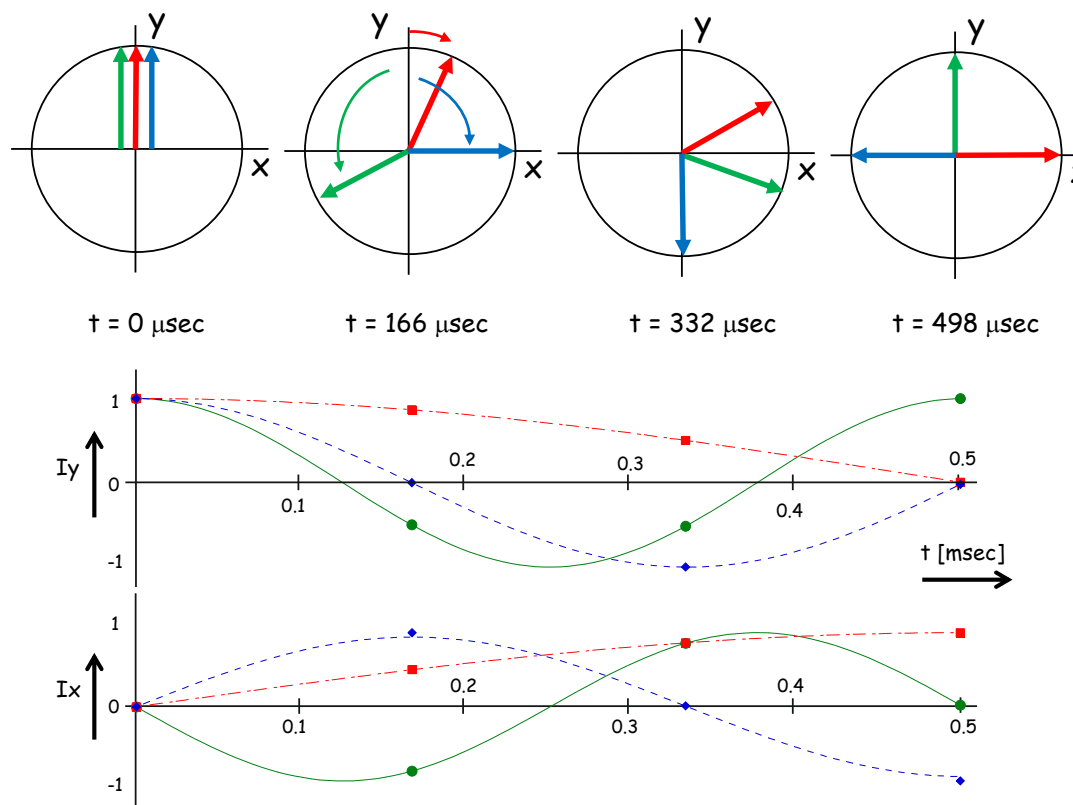 y
x
y
x
y
x
y
t = 0 μsec
t = 166 μsec
t = 332 μsec
t = 498 μsec
1
Iy
0
-1
0.1
0.2
0.3
0.4
0.5
t [msec]
1
Ix
0
-1
0.1
0.2
0.3
0.4
0.5